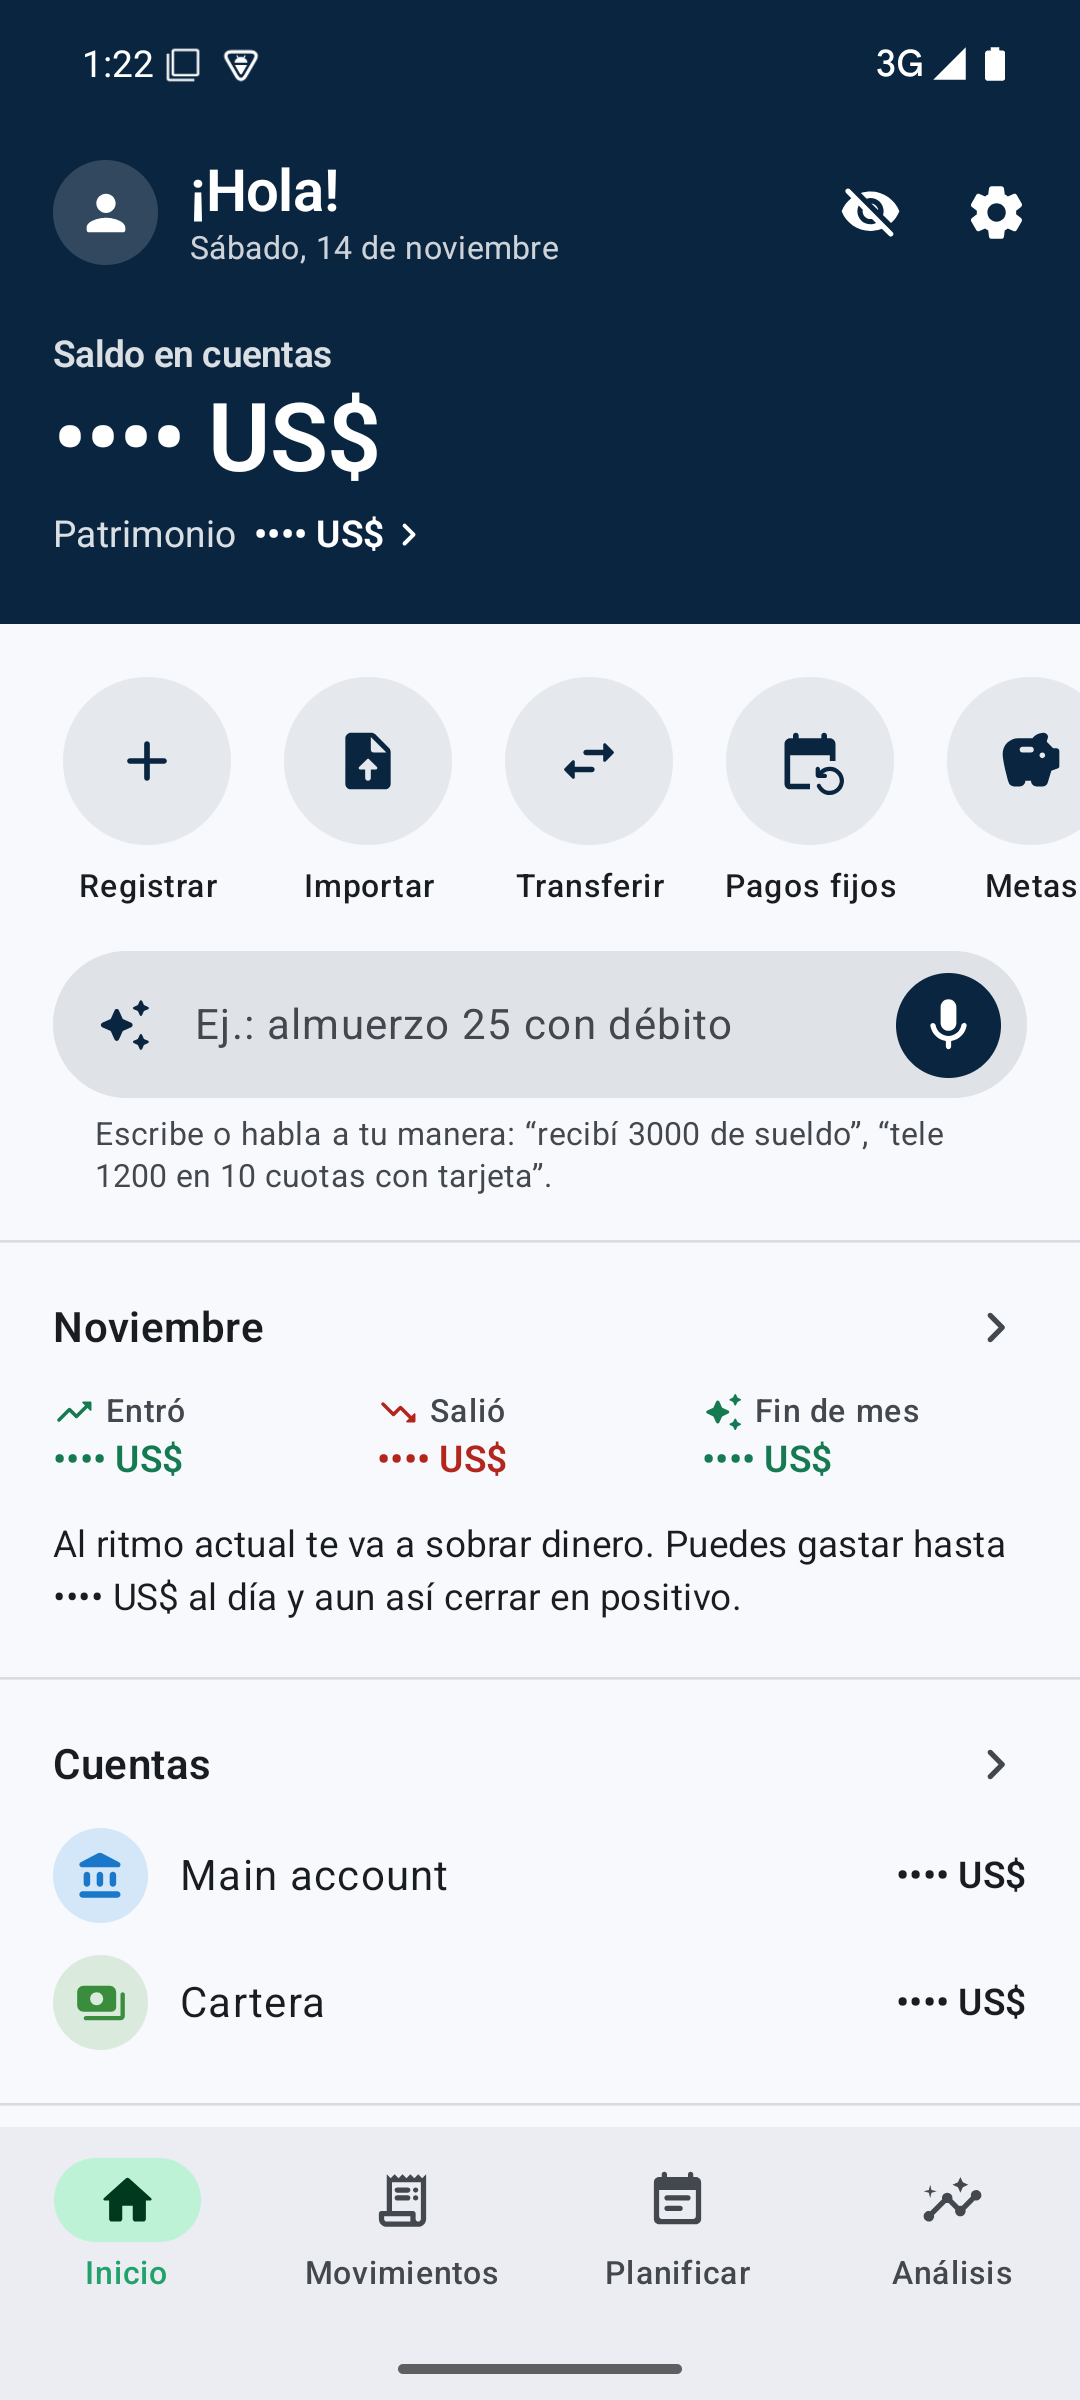 1:22
3G
¡Hola!
Sábado, 14 de noviembre
Saldo en cuentas
•••• US$
Patrimonio •••• US$
Registrar
Importar
Transferir
Pagos fijos
Metas
Ej.: almuerzo 25 con débito
Escribe o habla a tu manera: “recibí 3000 de sueldo”, “tele
1200 en 10 cuotas con tarjeta”.
Noviembre
Entró
Salió
Fin de mes
•••• US$
•••• US$
•••• US$
Al ritmo actual te va a sobrar dinero. Puedes gastar hasta
•••• US$ al día y aun así cerrar en positivo.
Cuentas
Main account
•••• US$
Cartera
•••• US$
Inicio
Movimientos
Planificar
Análisis